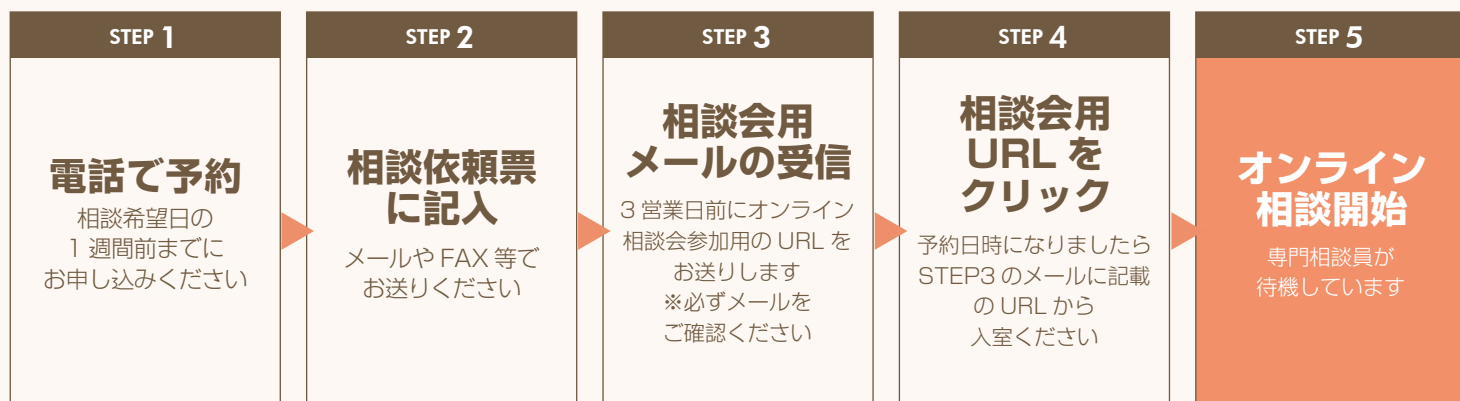 STEP 1
電話で予約
相談希望日の
1週間前までに
お申し込みください
STEP 2
相談依頼票
に記入
メールや FAX 等で
お送りください
STEP 3
相談会用
メールの受信
3営業日前にオンライン
相談会参加用の URL を
お送りします
※必ずメールを
ご確認ください
STEP 4
相談会用
URL を
クリック
予約日時になりましたら
STEP3 のメールに記載
の URL から
入室ください
STEP 5
オンライン
相談開始
専門相談員が
待機しています